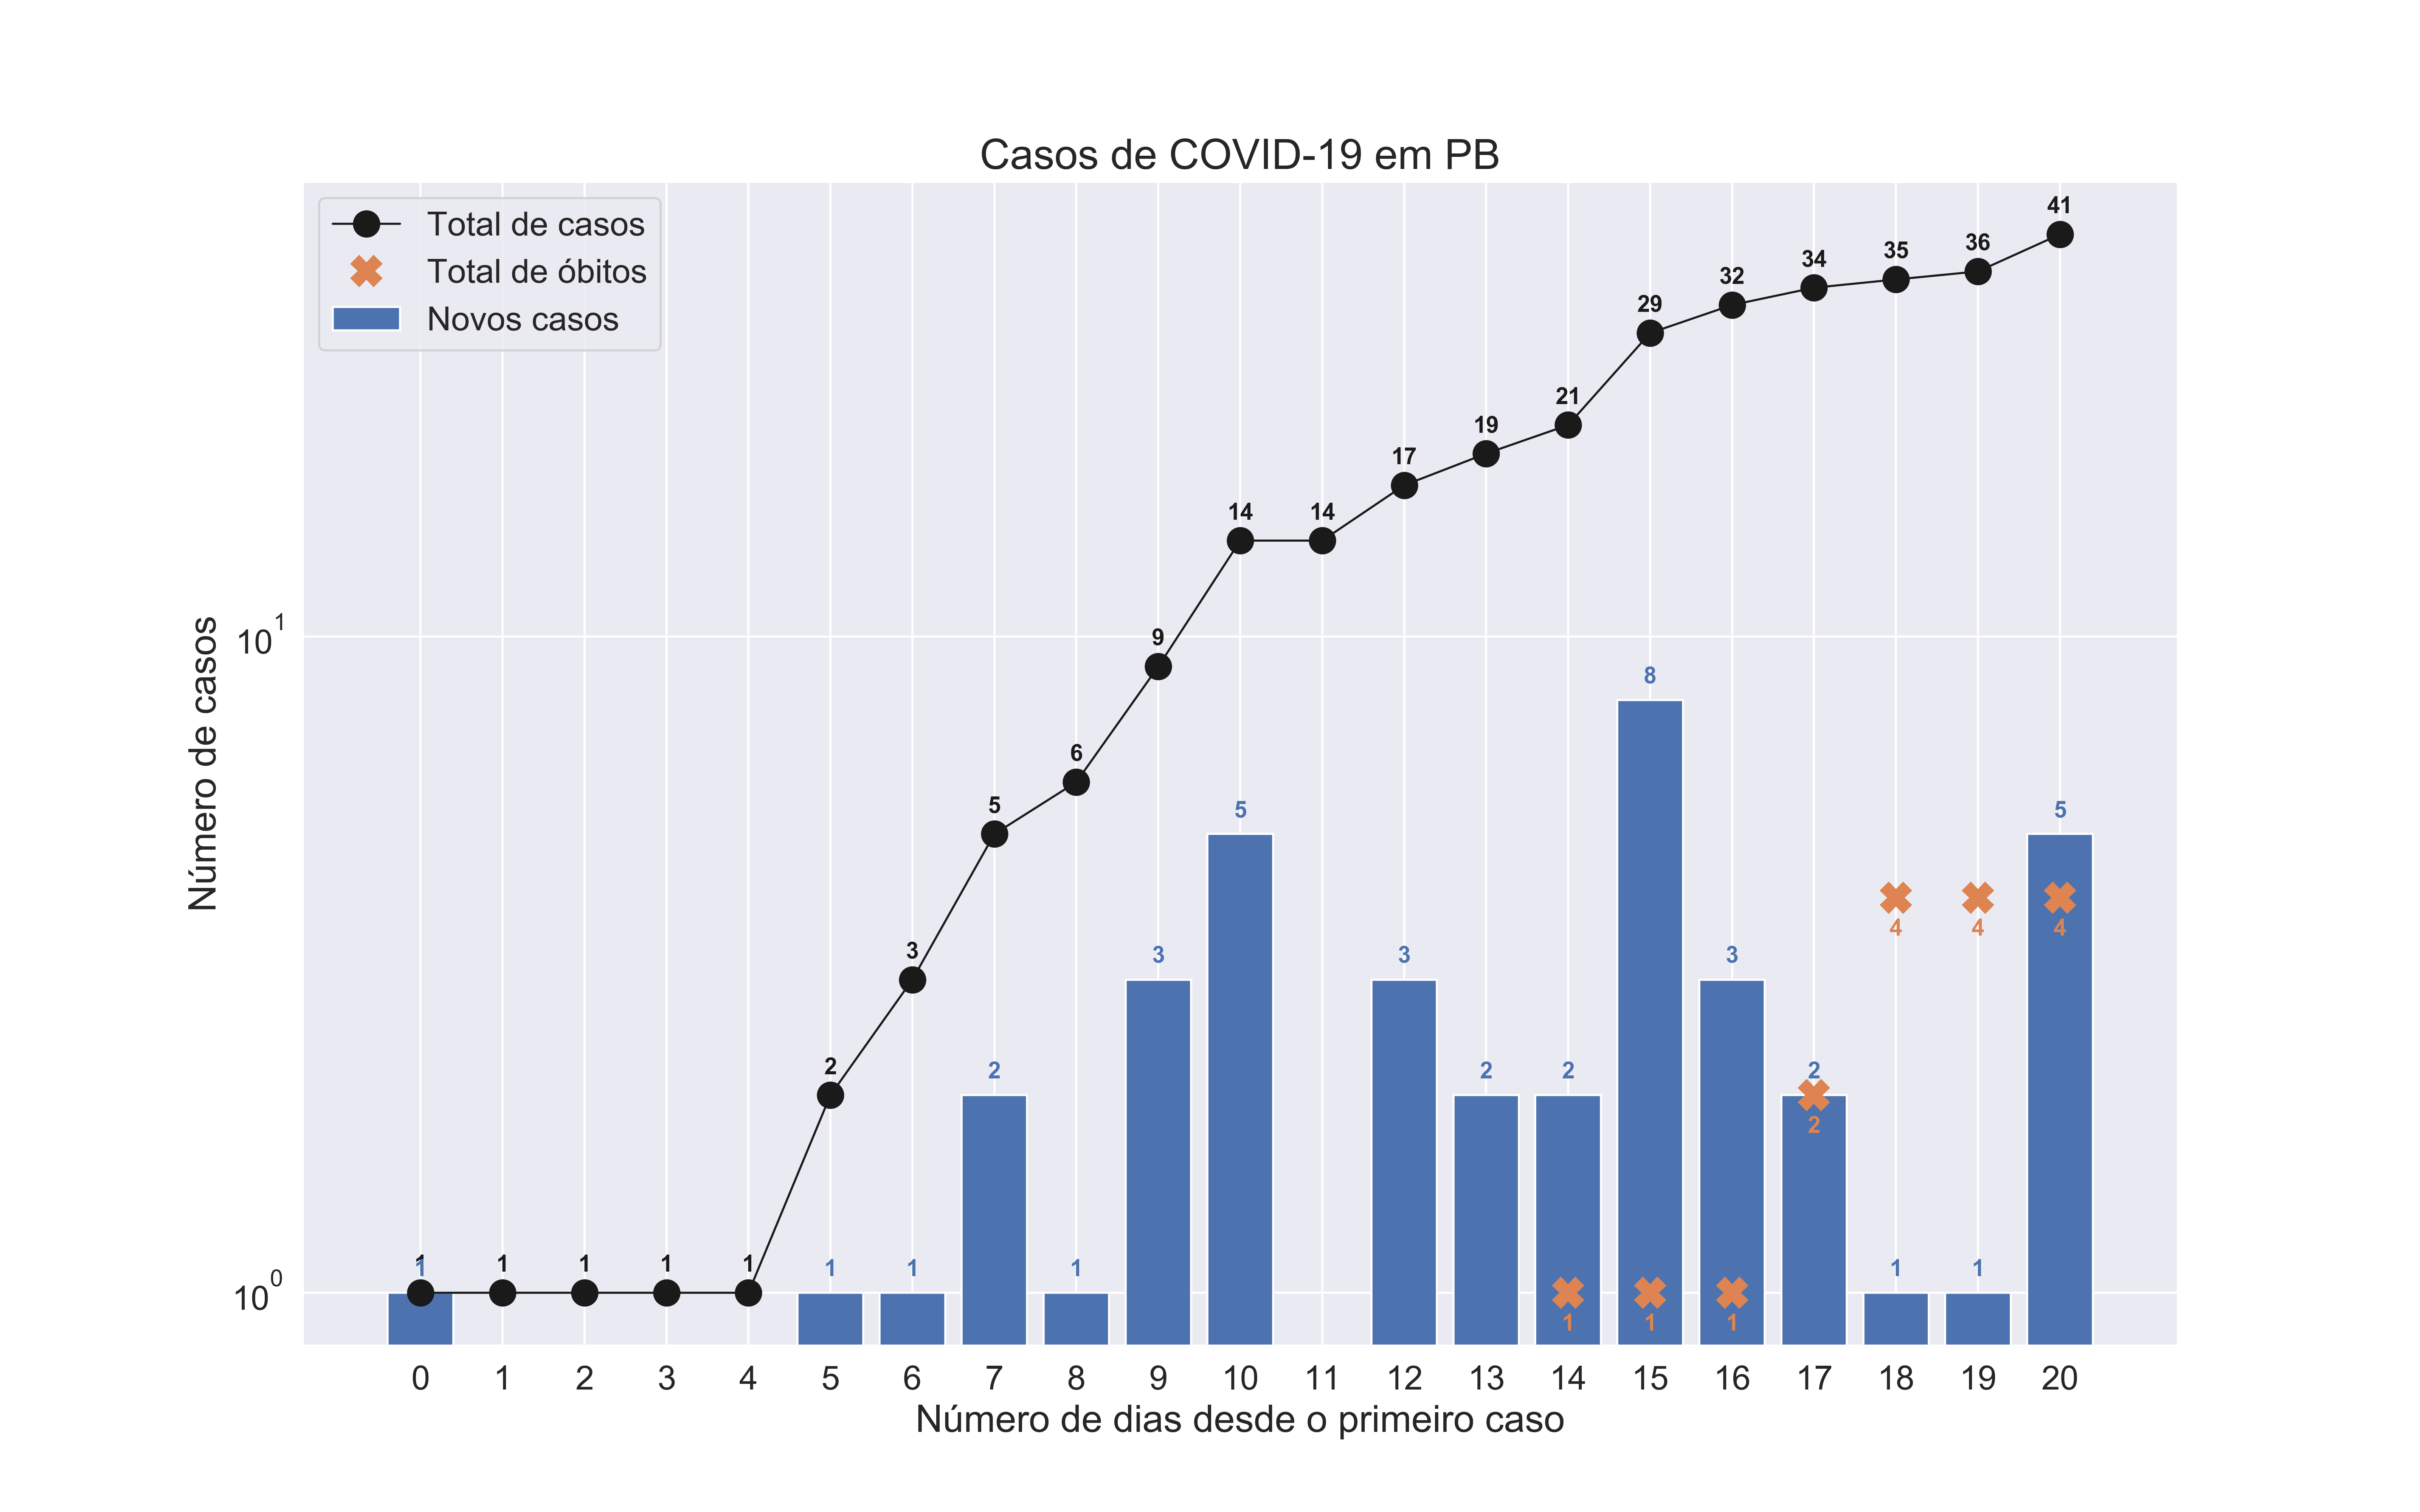 Casos de COVID-19 em PB
Total de casos
Total de óbitos
Novos casos
Número de casos
10^1
10^0
1 1 1 1 1 2 3 5 6 9 14 14 17 19 21 29 32 34 35 36 41
1 1 1 2 1 3 5 3 2 2 8 3 2 1 1 5
1 1 1 2 4 4 4
0 1 2 3 4 5 6 7 8 9 10 11 12 13 14 15 16 17 18 19 20
Número de dias desde o primeiro caso